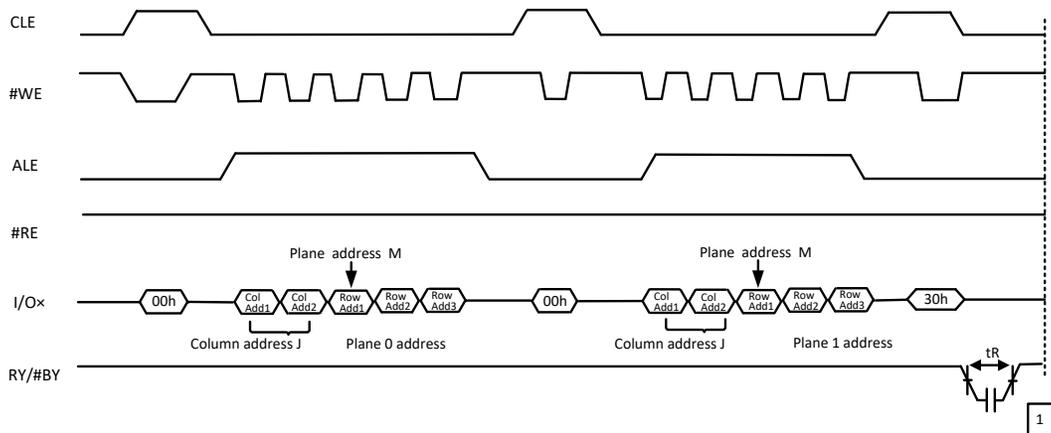 CLE
#WE
ALE
#RE
Plane address M
Plane address M
I/O×
00h
Col Add1
Col Add2
Row Add1
Row Add2
Row Add3
00h
Col Add1
Col Add2
Row Add1
Row Add2
Row Add3
30h
Column address J
Plane 0 address
Column address J
Plane 1 address
RY/#BY
tR
1